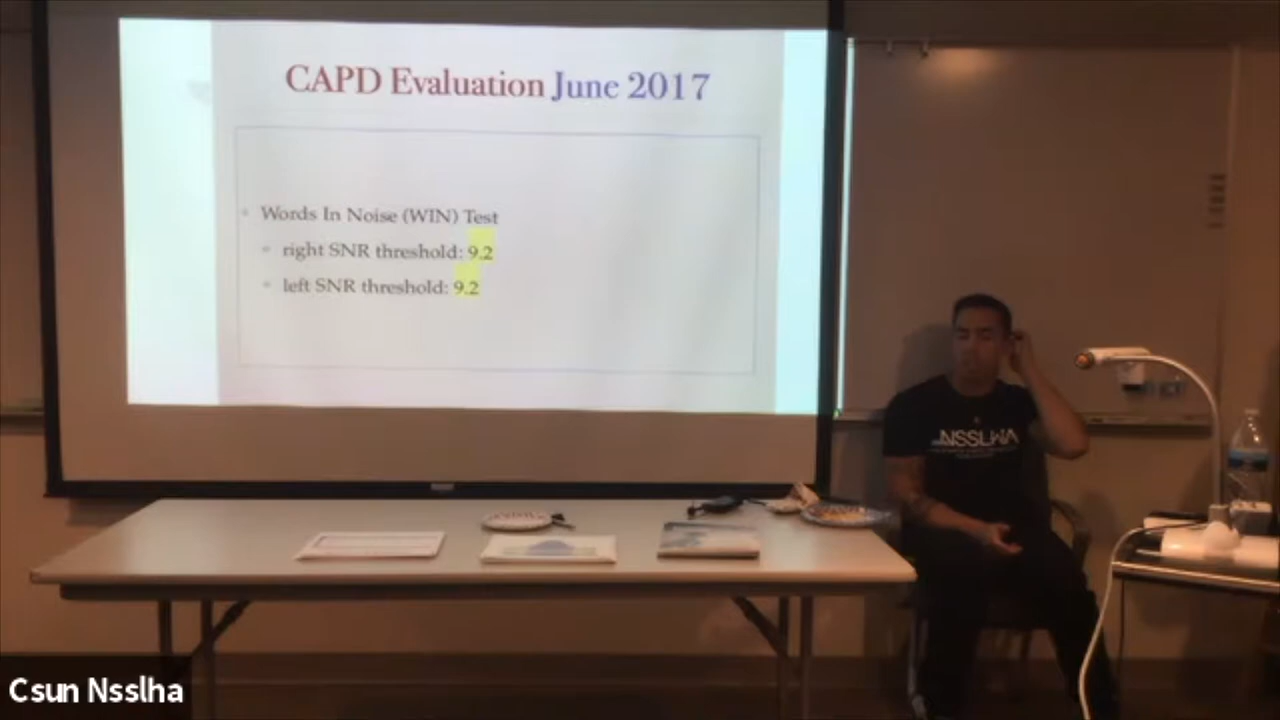 CAPD Evaluation June 2017
Words In Noise (WIN) Test
right SNR threshold: 9.2
left SNR threshold: 9.2
NSSLHA
Csun Nsslha